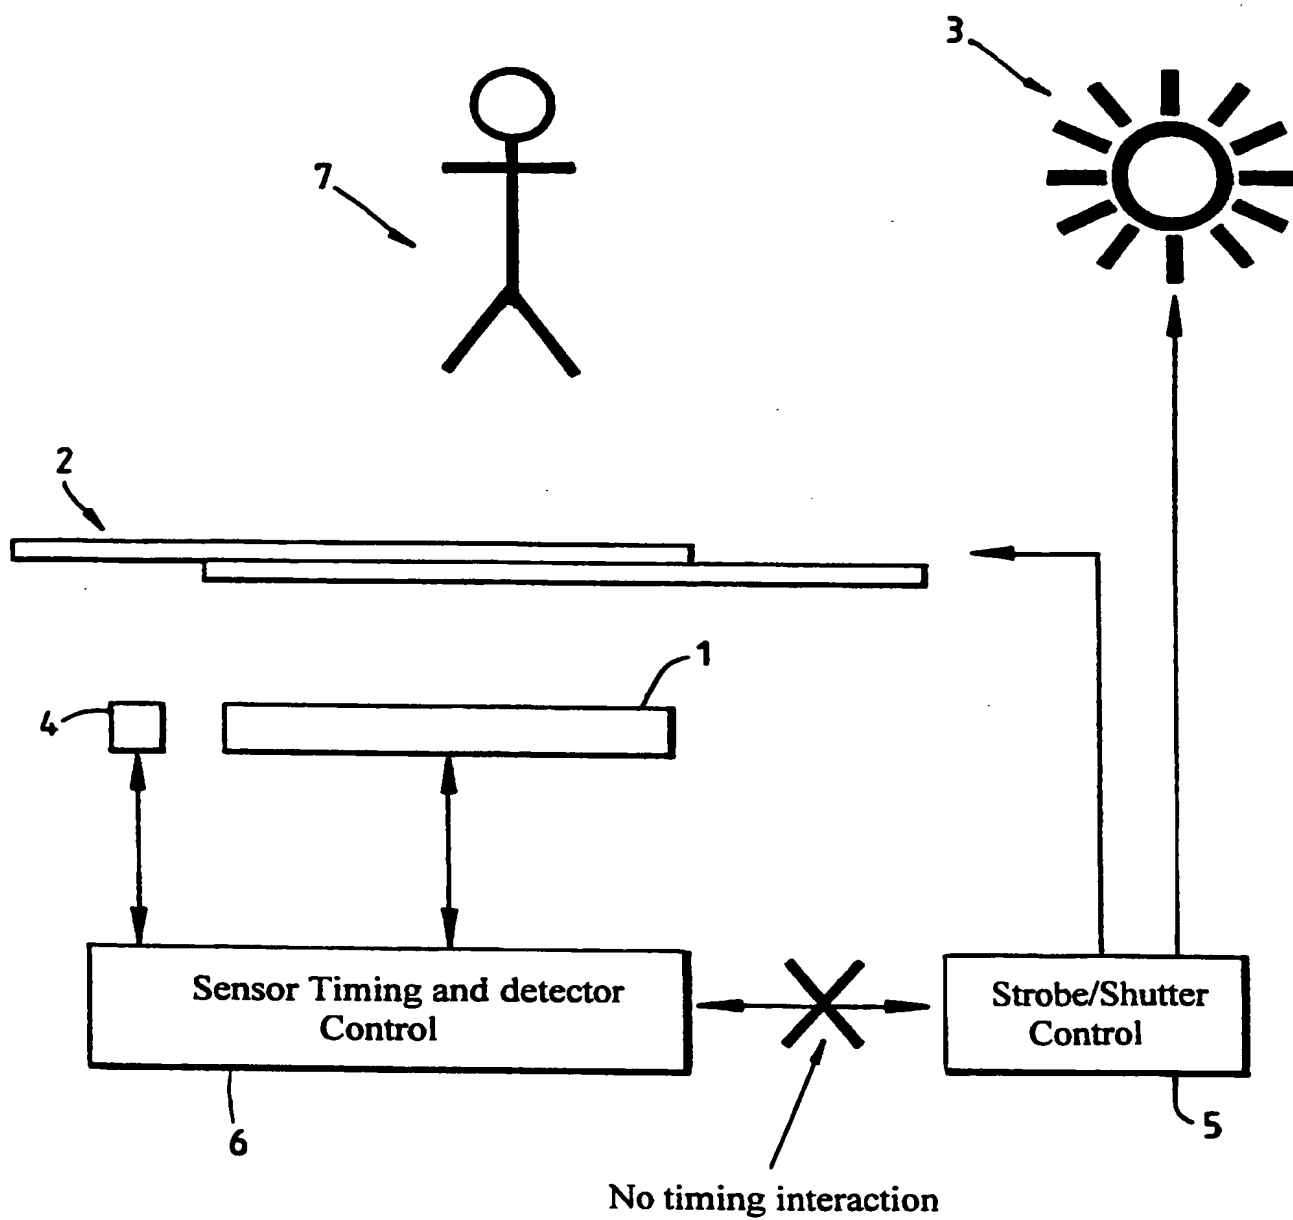 3
7
2
1
4
Sensor Timing and detector
Control
Strobe/Shutter
Control
6
5
No timing interaction